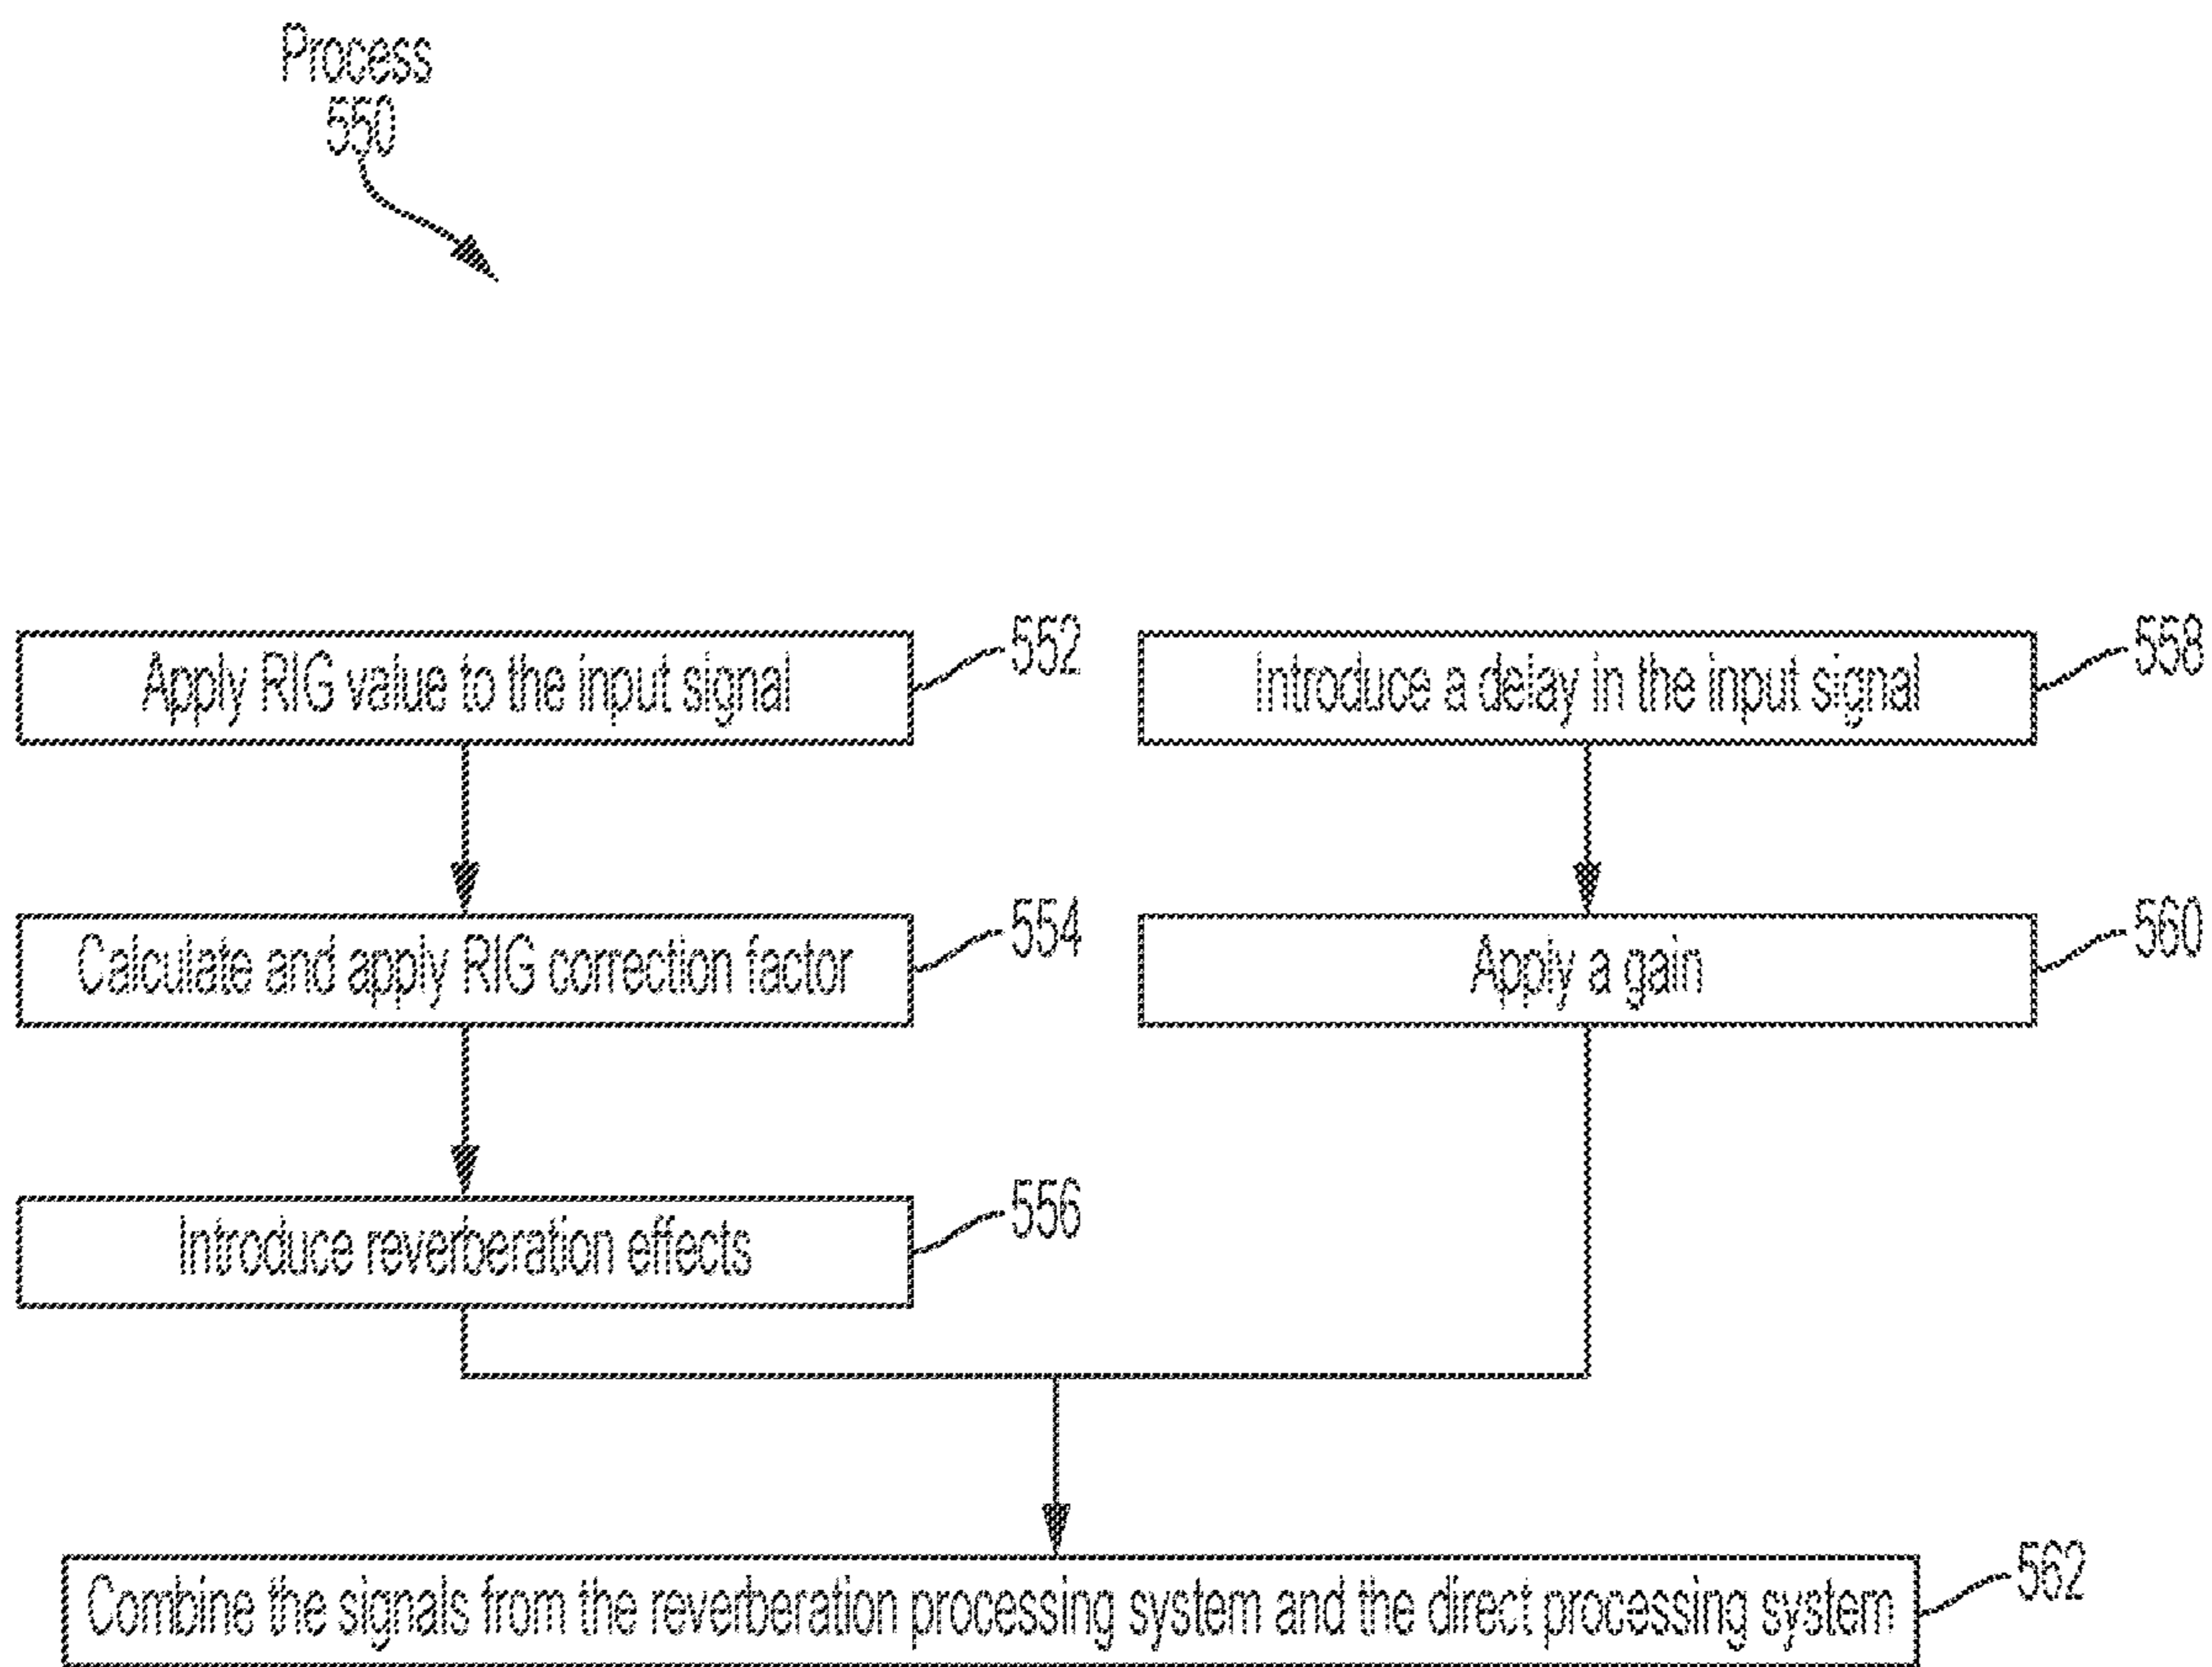 Process
550
Apply RIG value to the input signal
552
Introduce a delay in the input signal
558
Calculate and apply RIG correction factor
554
Apply a gain
560
Introduce reverberation effects
556
Combine the signals from the reverberation processing system and the direct processing system
562